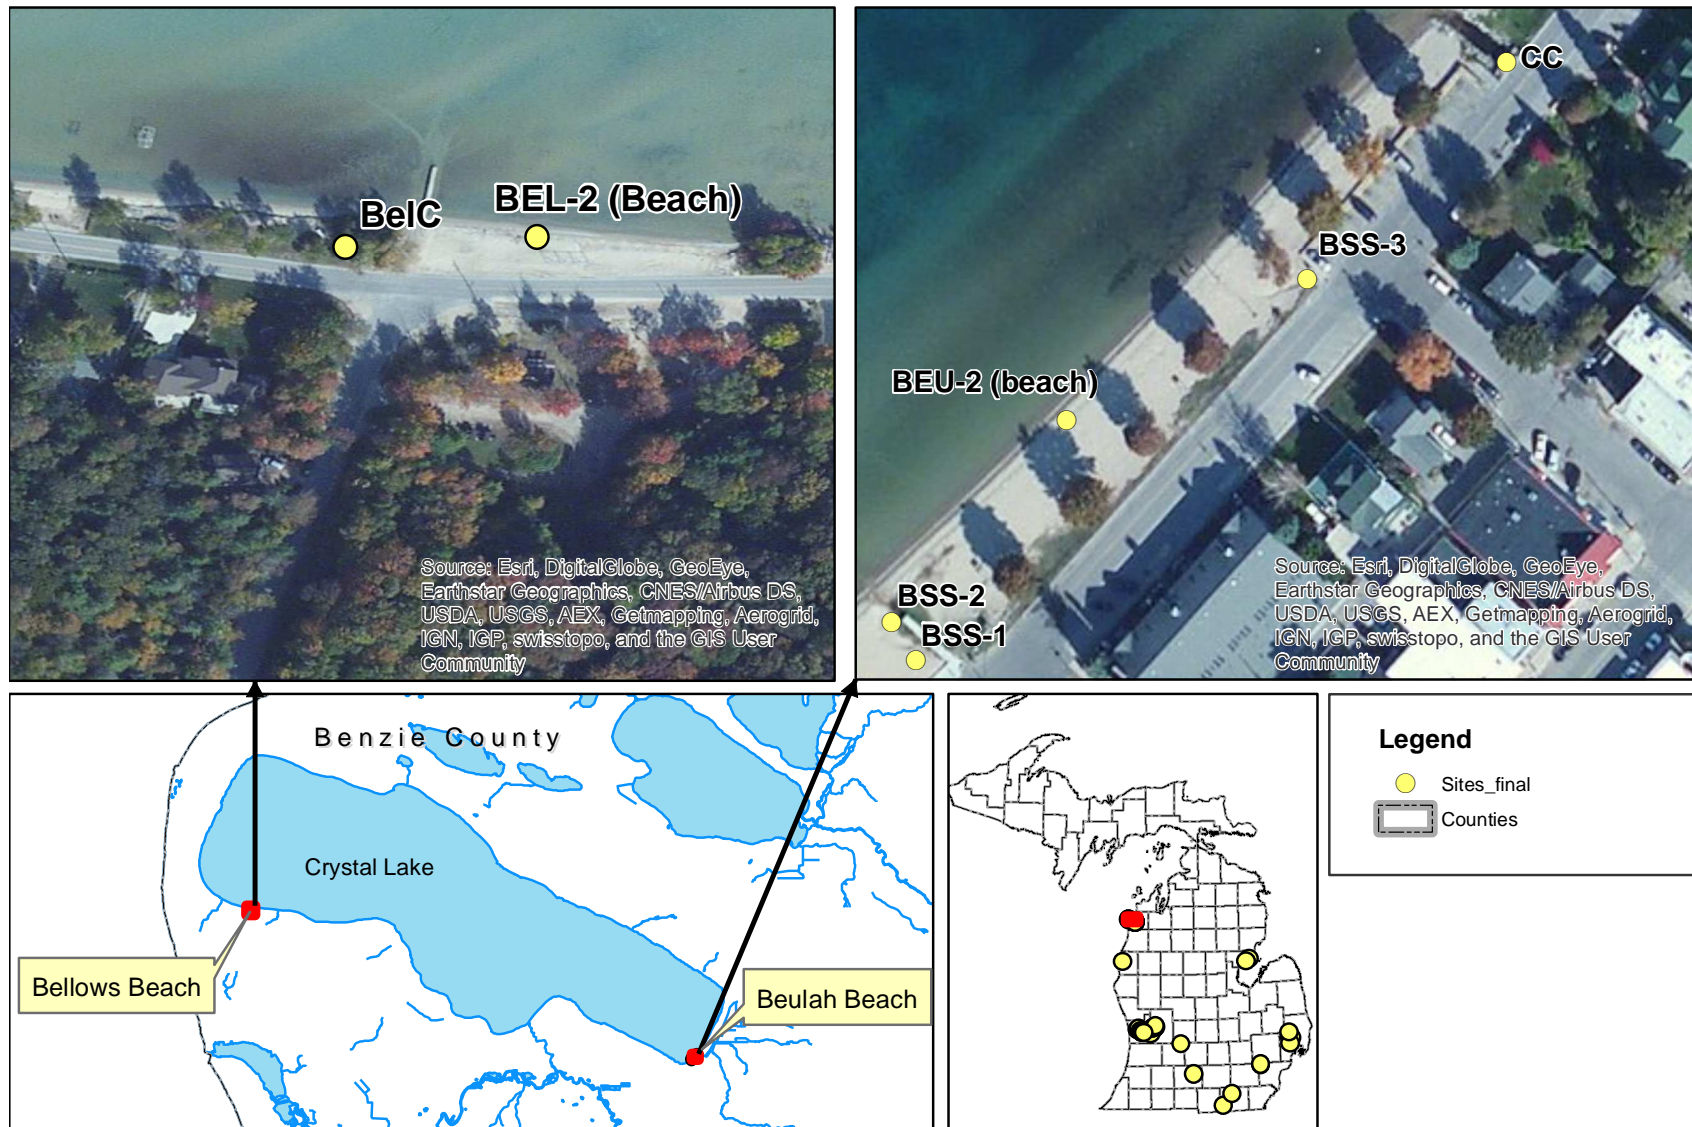 BelC
BEL-2 (Beach)
Source: Esri, DigitalGlobe, GeoEye,
Earthstar Geographics, CNES/Airbus DS,
USDA, USGS, AEX, Getmapping, Aerogrid,
IGN, IGP, swisstopo, and the GIS User
Community
CC
BSS-3
BEU-2 (beach)
BSS-2
BSS-1
Source: Esri, DigitalGlobe, GeoEye,
Earthstar Geographics, CNES/Airbus DS,
USDA, USGS, AEX, Getmapping, Aerogrid,
IGN, IGP, swisstopo, and the GIS User
Community
Benzie County
Crystal Lake
Bellows Beach
Beulah Beach
Legend
Sites_final
Counties